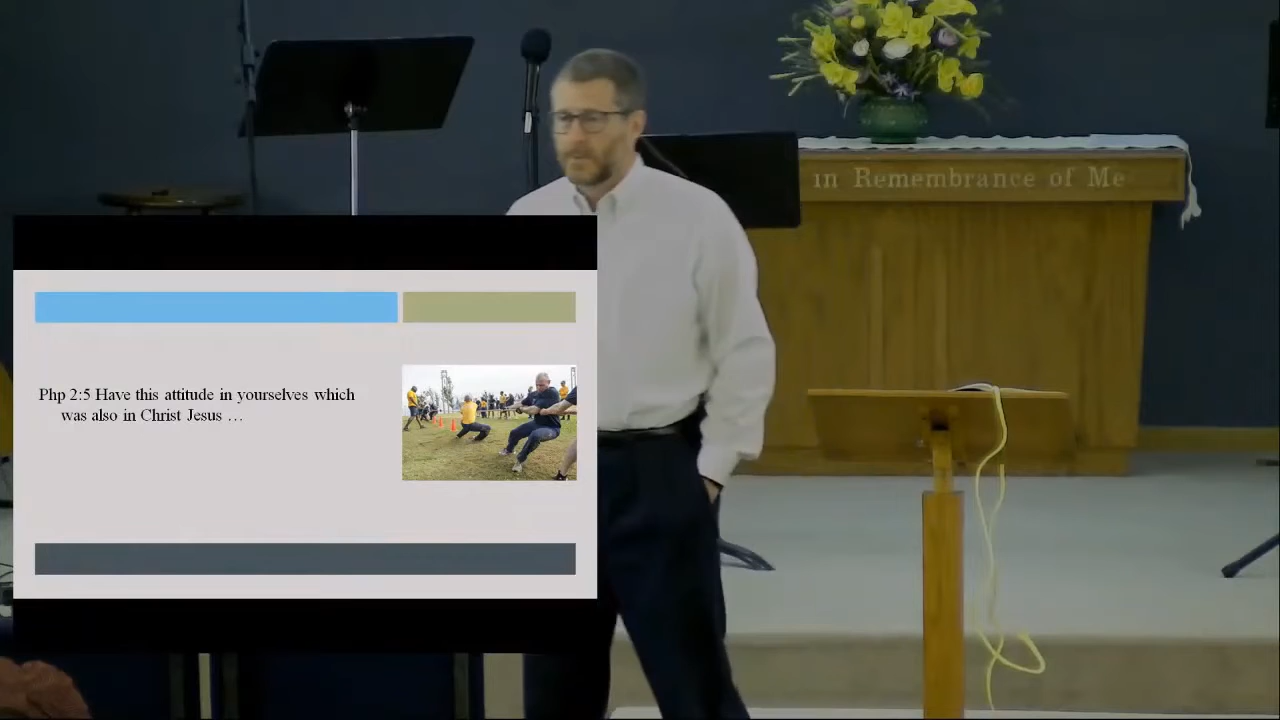 in Remembrance of Me
Php 2:5 Have this attitude in yourselves which
was also in Christ Jesus …